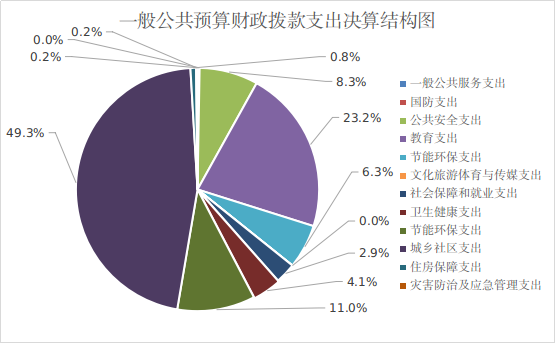 一般公共预算财政拨款支出决算结构图
0.2%
0.0%
0.2%
0.8%
8.3%
23.2%
49.3%
6.3%
0.0%
2.9%
4.1%
11.0%
一般公共服务支出
国防支出
公共安全支出
教育支出
节能环保支出
文化旅游体育与传媒支出
社会保障和就业支出
卫生健康支出
节能环保支出
城乡社区支出
住房保障支出
灾害防治及应急管理支出